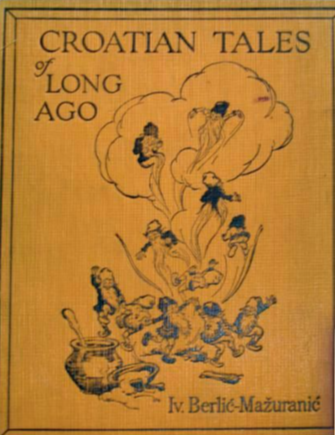 CROATIAN TALES
of
LONG
AGO
Iv. Berlić-Mažuranić